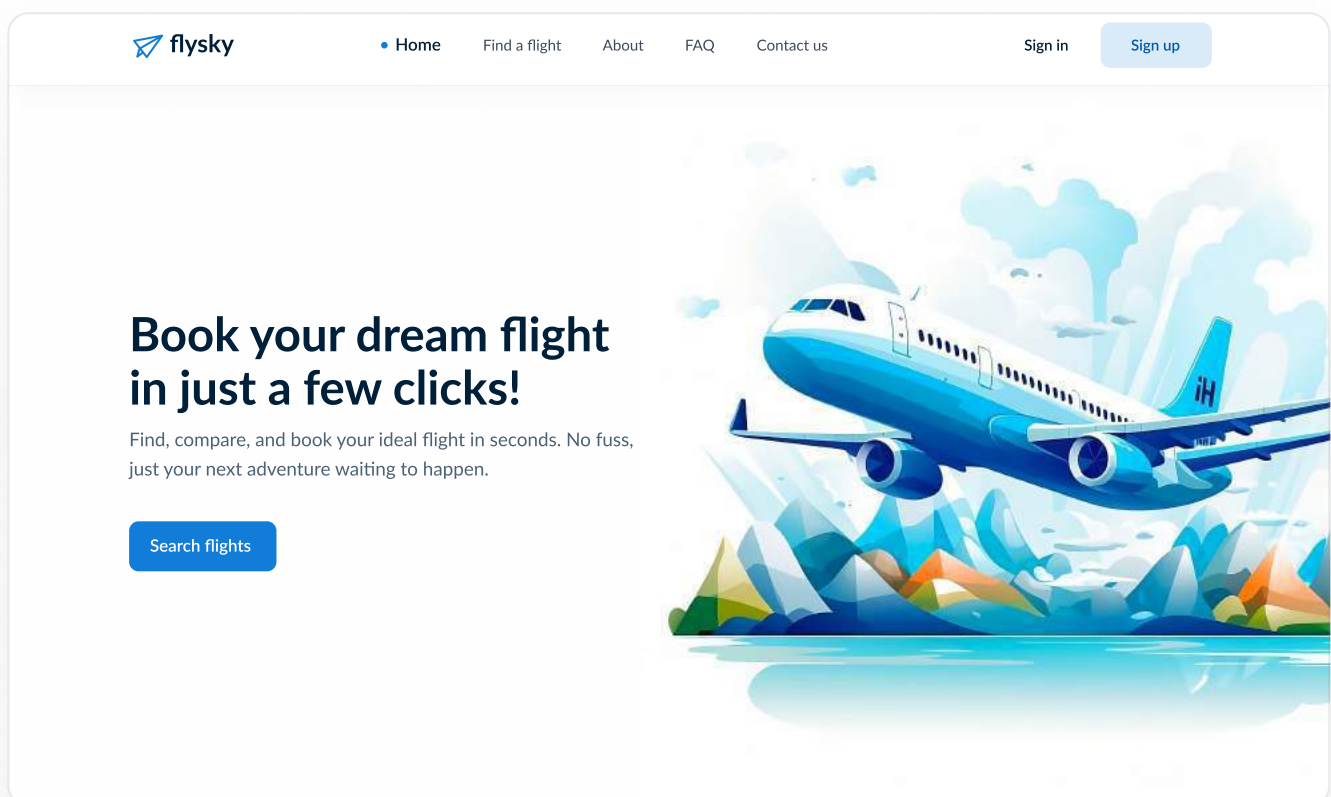 flysky
Home
Find a flight
About
FAQ
Contact us
Sign in
Sign up
Book your dream flight
in just a few clicks!
Find, compare, and book your ideal flight in seconds. No fuss,
just your next adventure waiting to happen.
Search flights
iH